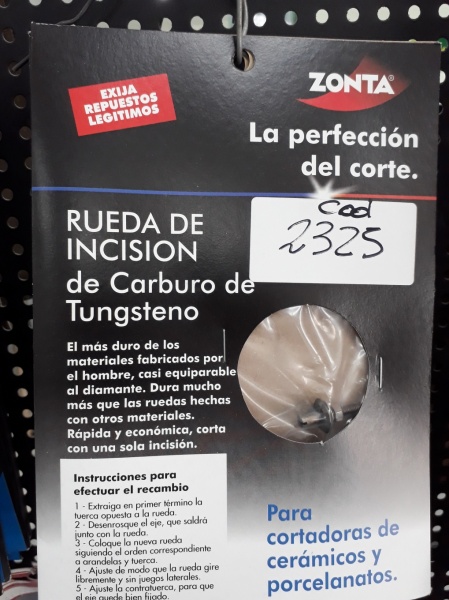 EXIJA
REPUESTOS
LEGITIMOS
ZONTA®
La perfección
del corte.
Cod
2325
RUEDA DE
INCISION
de Carburo de
Tungsteno
El más duro de los
materiales fabricados por
el hombre, casi equiparable
al diamante. Dura mucho
más que las ruedas hechas
con otros materiales.
Rápida y económica, corta
con una sola incisión.
Instrucciones para
efectuar el recambio
1 - Extraiga en primer término la
tuerca opuesta a la rueda.
2 - Desenrosque el eje, que saldrá
junto con la rueda.
3 - Coloque la nueva rueda
siguiendo el orden correspondiente
a arandelas y tuerca.
4 - Ajuste de modo que la rueda gire
libremente y sin juegos laterales.
5 - Ajuste la contratuerca, para que
el eje quede bien fijado.
Para
cortadoras de
cerámicos y
porcelanatos.